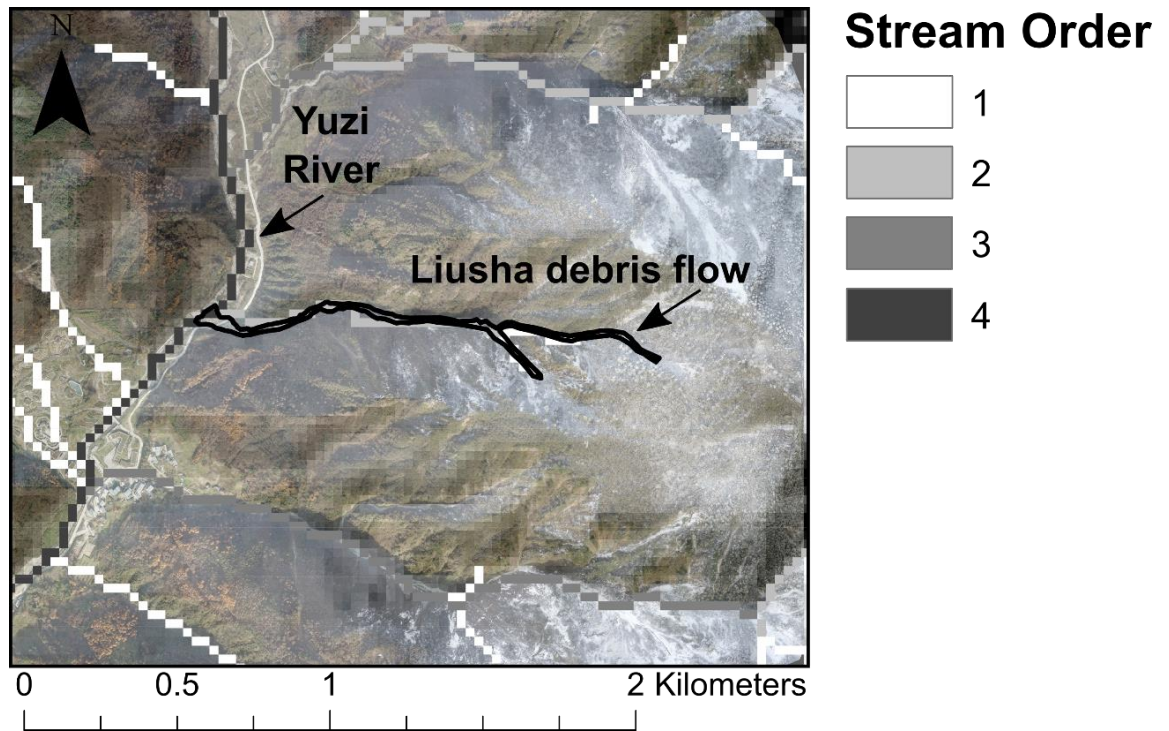 N
Yuzi
River
Liusha debris flow
0 0.5 1 2 Kilometers
Stream Order
1
2
3
4